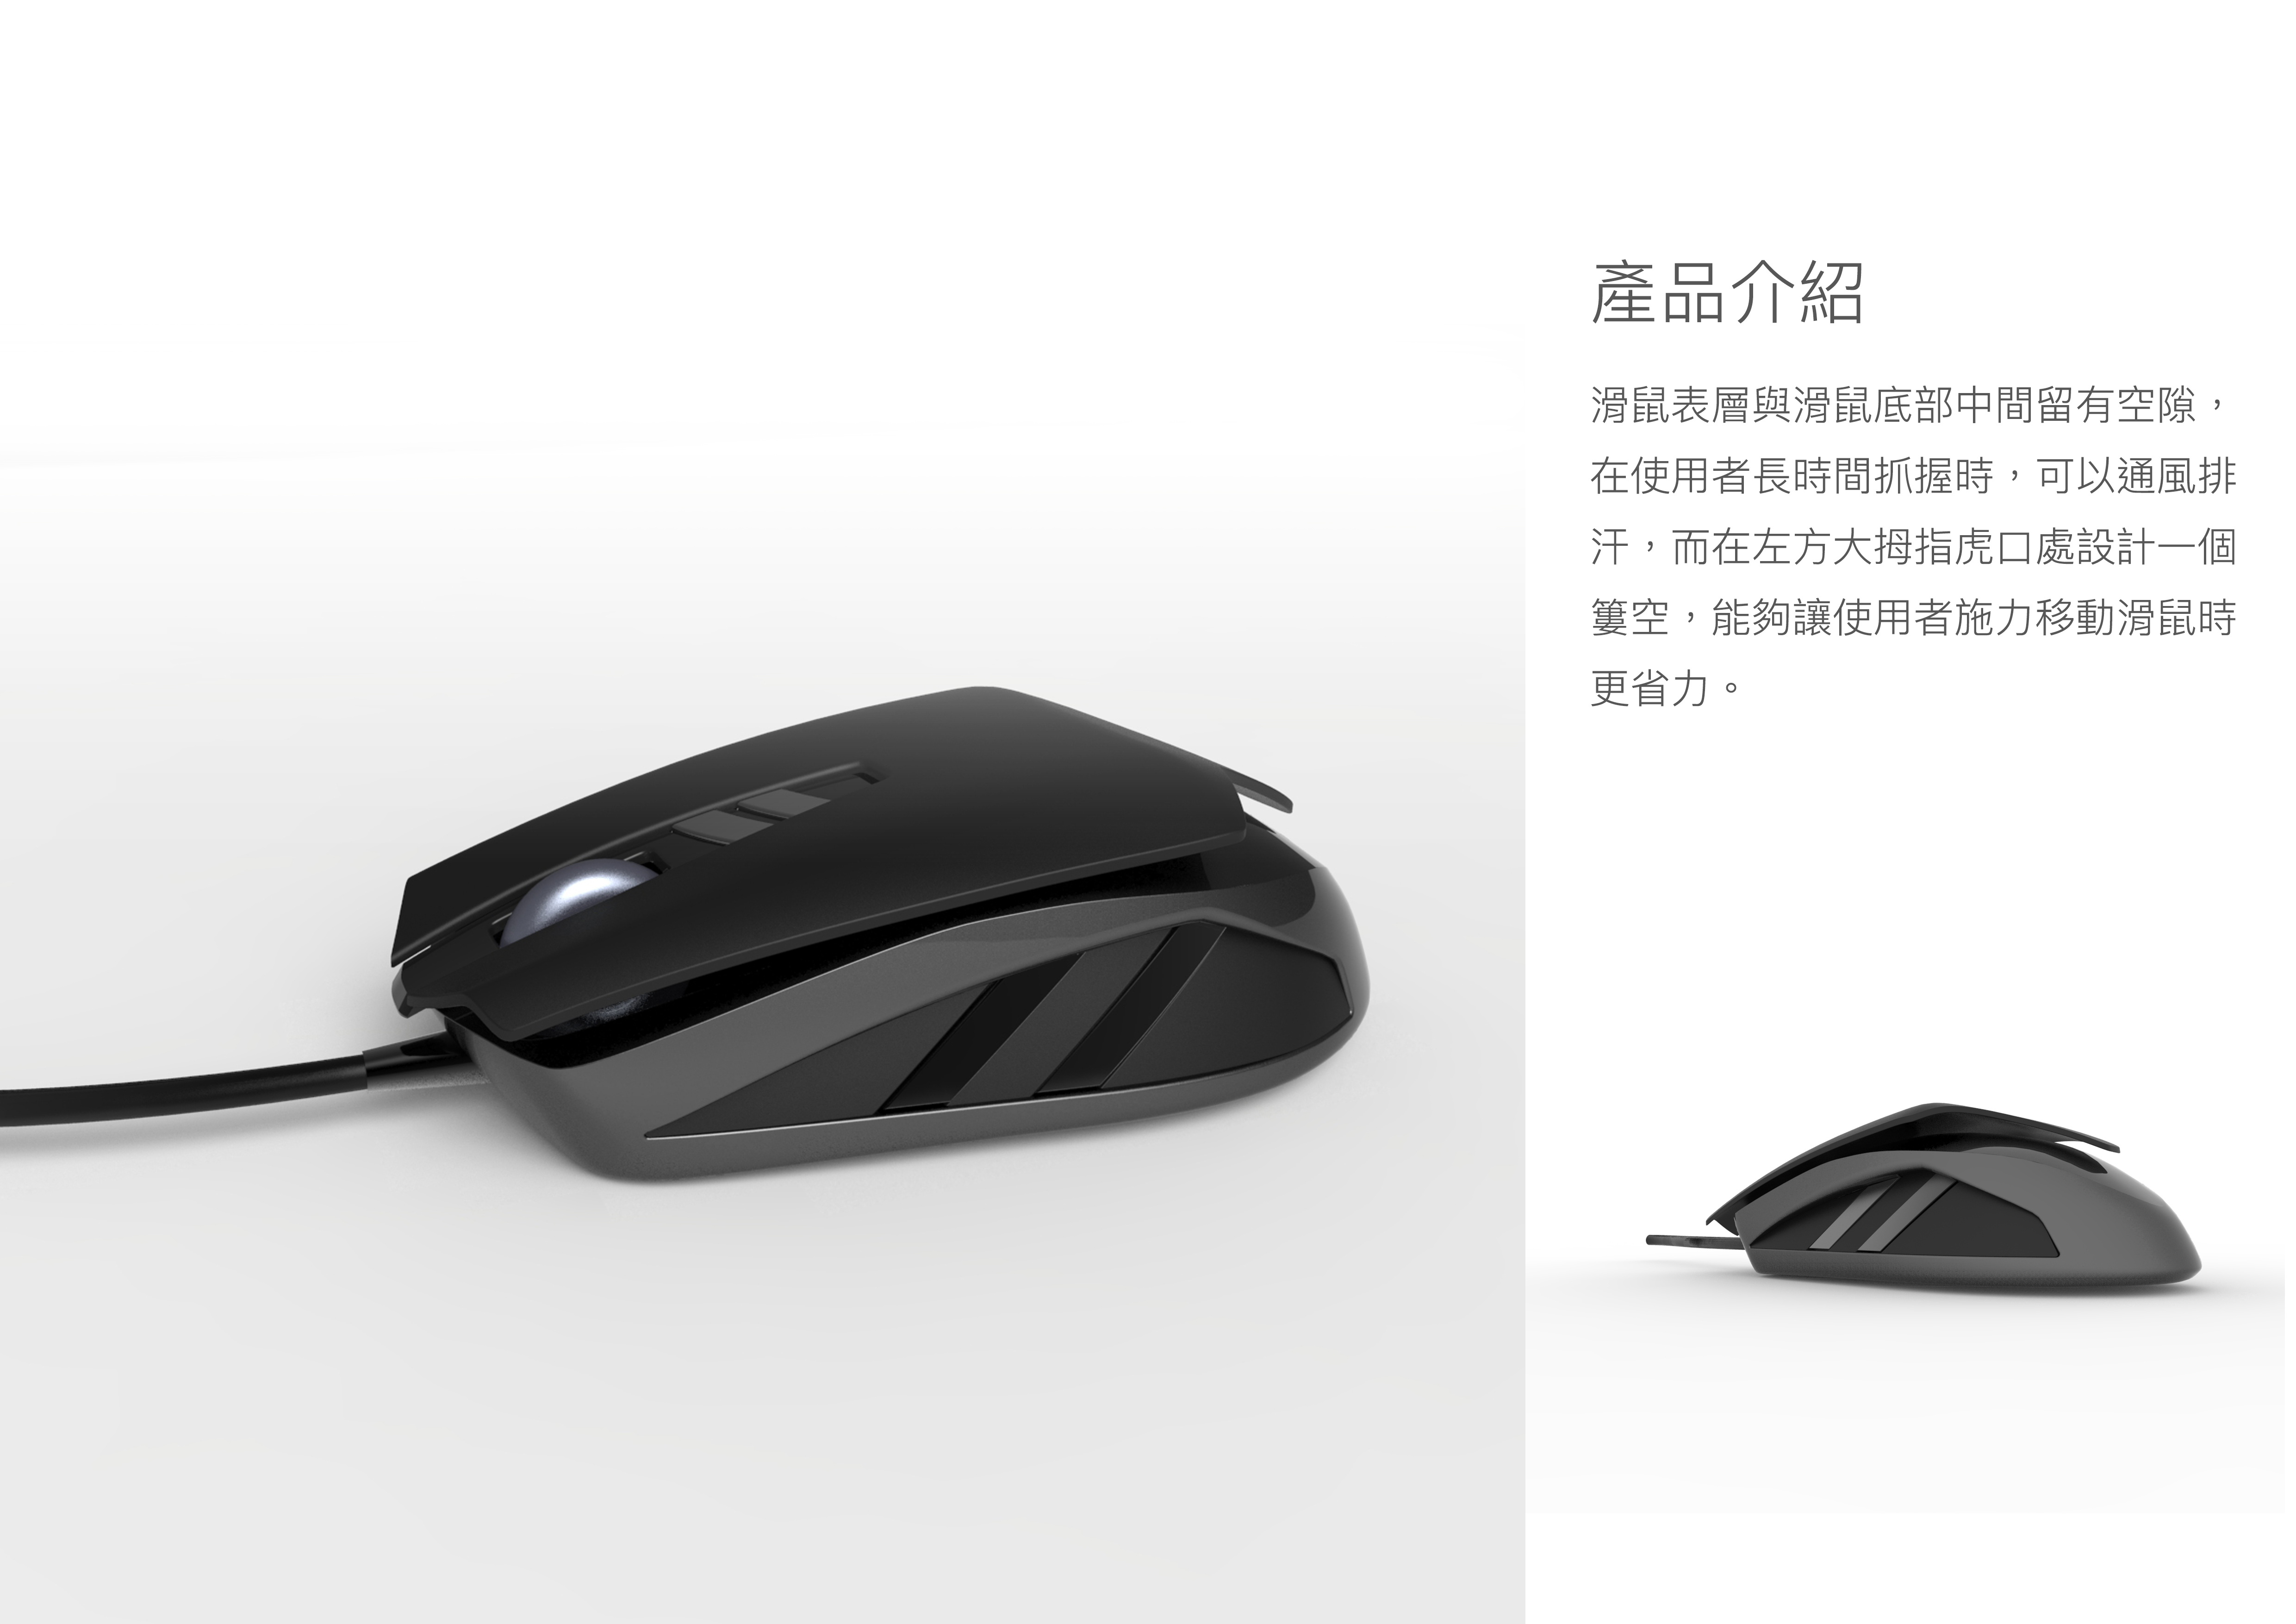 產品介紹
滑鼠表層與滑鼠底部中間留有空隙，
在使用者長時間抓握時，可以通風排
汗，而在左方大拇指虎口處設計一個
簍空，能夠讓使用者施力移動滑鼠時
更省力。